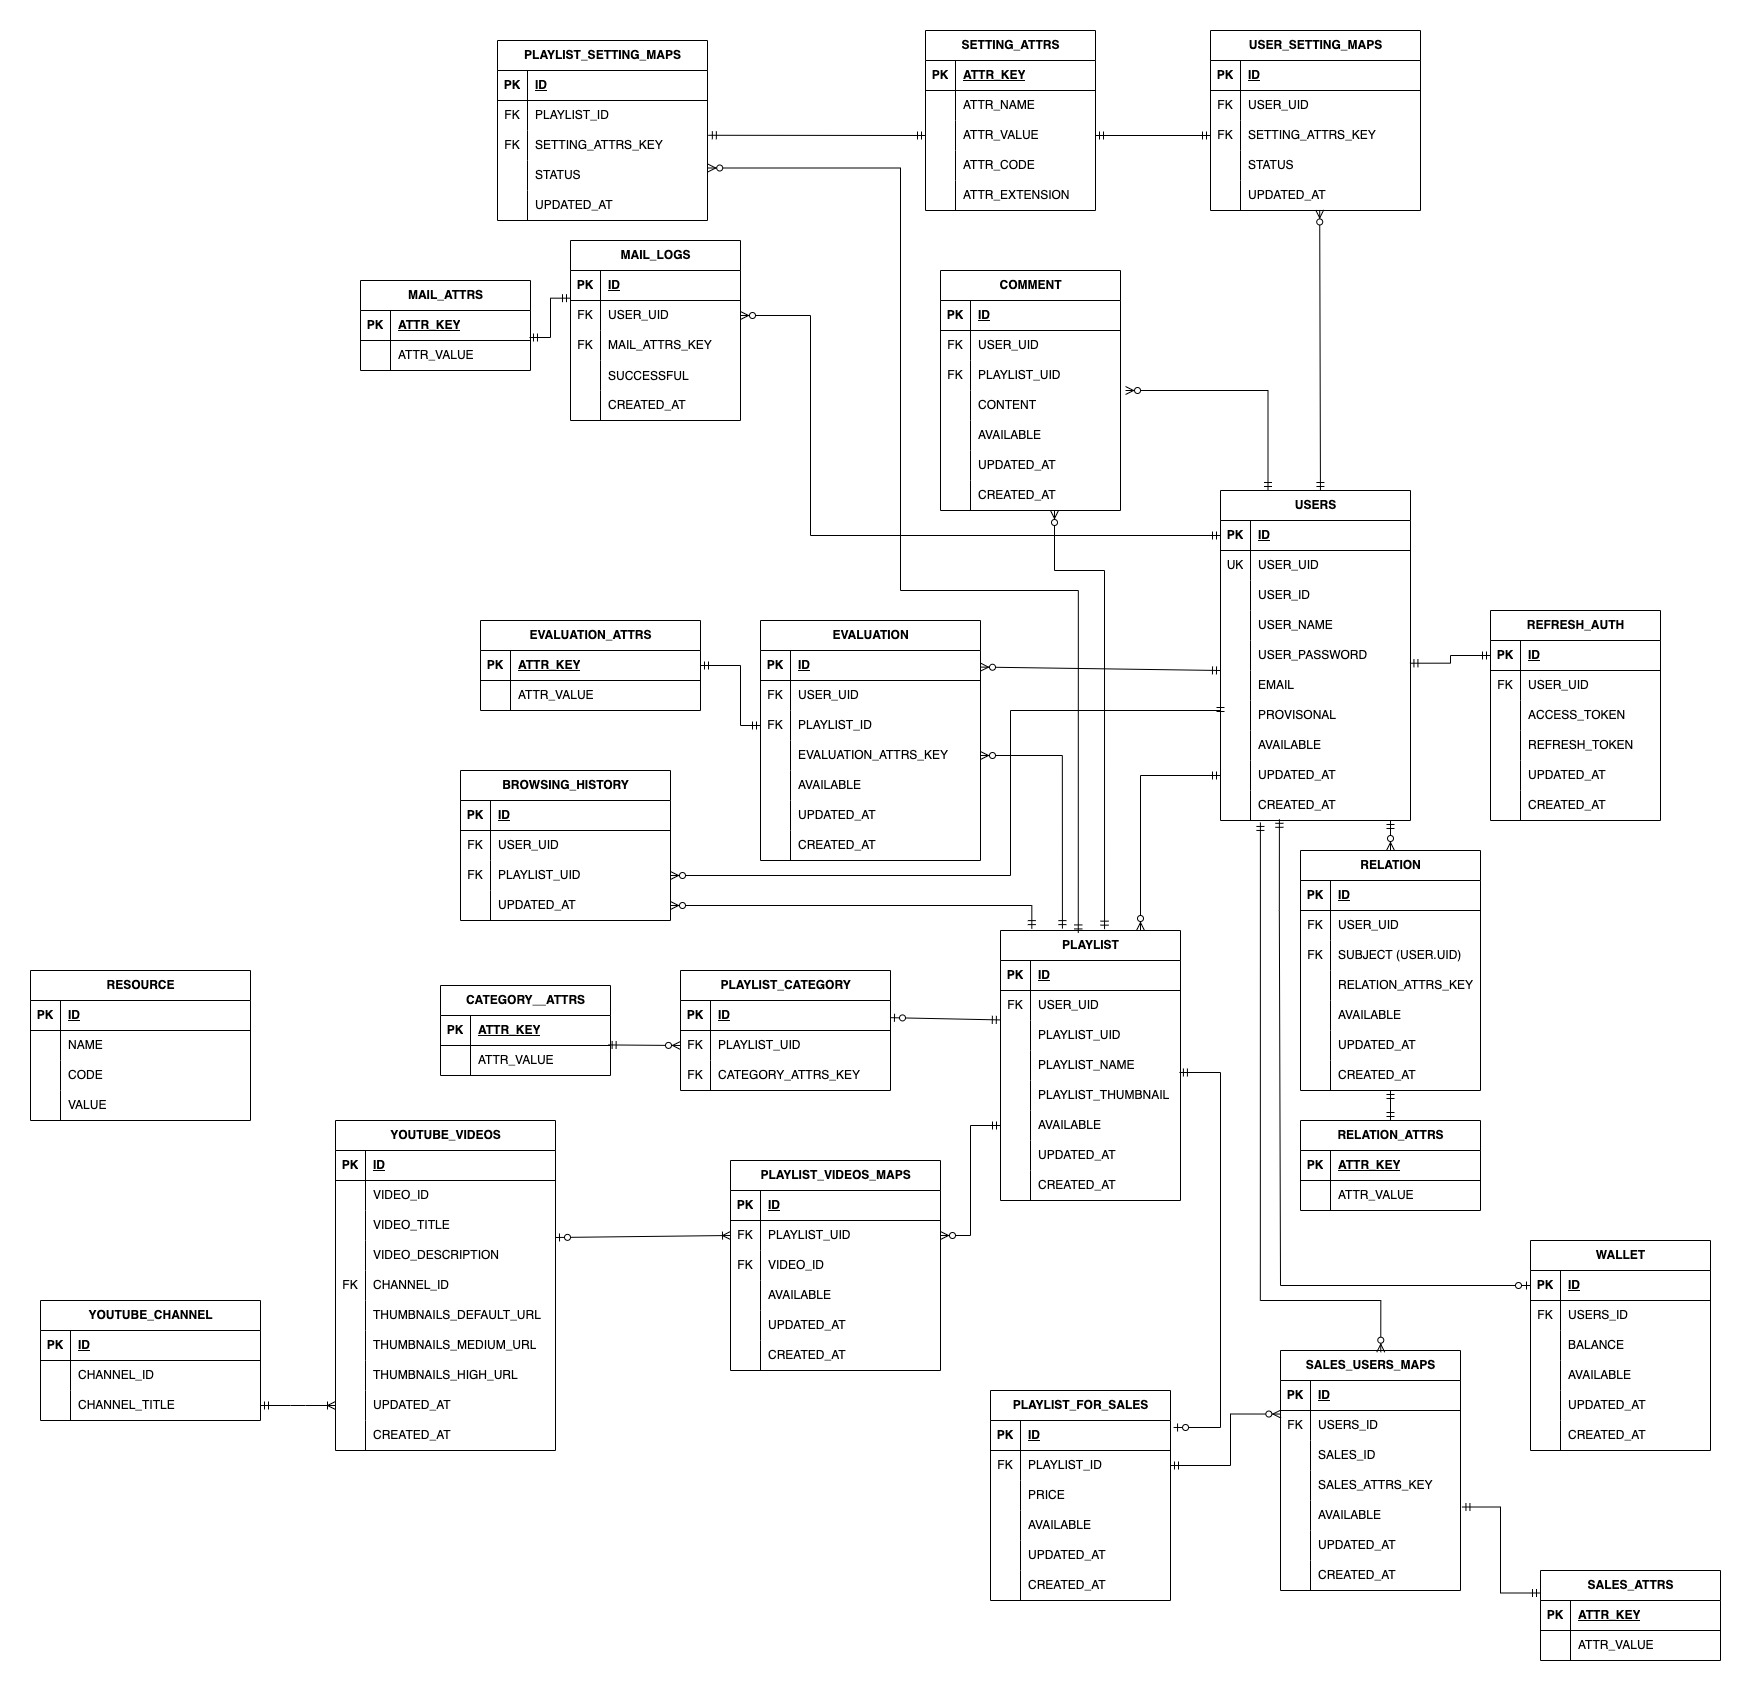 PLAYLIST_SETTING_MAPS
PK ID
FK PLAYLIST_ID
FK SETTING_ATTRS_KEY
STATUS
UPDATED_AT
SETTING_ATTRS
PK ATTR_KEY
ATTR_NAME
ATTR_VALUE
ATTR_CODE
ATTR_EXTENSION
USER_SETTING_MAPS
PK ID
FK USER_UID
FK SETTING_ATTRS_KEY
STATUS
UPDATED_AT
MAIL_ATTRS
PK ATTR_KEY
ATTR_VALUE
MAIL_LOGS
PK ID
FK USER_UID
FK MAIL_ATTRS_KEY
SUCCESSFUL
CREATED_AT
COMMENT
PK ID
FK USER_UID
FK PLAYLIST_UID
CONTENT
AVAILABLE
UPDATED_AT
CREATED_AT
USERS
PK ID
UK USER_UID
USER_ID
USER_NAME
USER_PASSWORD
EMAIL
PROVISONAL
AVAILABLE
UPDATED_AT
CREATED_AT
REFRESH_AUTH
PK ID
FK USER_UID
ACCESS_TOKEN
REFRESH_TOKEN
UPDATED_AT
CREATED_AT
EVALUATION_ATTRS
PK ATTR_KEY
ATTR_VALUE
EVALUATION
PK ID
FK USER_UID
FK PLAYLIST_ID
EVALUATION_ATTRS_KEY
AVAILABLE
UPDATED_AT
CREATED_AT
BROWSING_HISTORY
PK ID
FK USER_UID
FK PLAYLIST_UID
UPDATED_AT
RELATION
PK ID
FK USER_UID
FK SUBJECT (USER.UID)
RELATION_ATTRS_KEY
AVAILABLE
UPDATED_AT
CREATED_AT
RELATION_ATTRS
PK ATTR_KEY
ATTR_VALUE
PLAYLIST
PK ID
FK USER_UID
PLAYLIST_UID
PLAYLIST_NAME
PLAYLIST_THUMBNAIL
AVAILABLE
UPDATED_AT
CREATED_AT
RESOURCE
PK ID
NAME
CODE
VALUE
CATEGORY__ATTRS
PK ATTR_KEY
ATTR_VALUE
PLAYLIST_CATEGORY
PK ID
FK PLAYLIST_UID
FK CATEGORY_ATTRS_KEY
YOUTUBE_VIDEOS
PK ID
VIDEO_ID
VIDEO_TITLE
VIDEO_DESCRIPTION
FK CHANNEL_ID
THUMBNAILS_DEFAULT_URL
THUMBNAILS_MEDIUM_URL
THUMBNAILS_HIGH_URL
UPDATED_AT
CREATED_AT
PLAYLIST_VIDEOS_MAPS
PK ID
FK PLAYLIST_UID
FK VIDEO_ID
AVAILABLE
UPDATED_AT
CREATED_AT
YOUTUBE_CHANNEL
PK ID
CHANNEL_ID
CHANNEL_TITLE
WALLET
PK ID
FK USERS_ID
BALANCE
AVAILABLE
UPDATED_AT
CREATED_AT
PLAYLIST_FOR_SALES
PK ID
FK PLAYLIST_ID
PRICE
AVAILABLE
UPDATED_AT
CREATED_AT
SALES_USERS_MAPS
PK ID
FK USERS_ID
SALES_ID
SALES_ATTRS_KEY
AVAILABLE
UPDATED_AT
CREATED_AT
SALES_ATTRS
PK ATTR_KEY
ATTR_VALUE